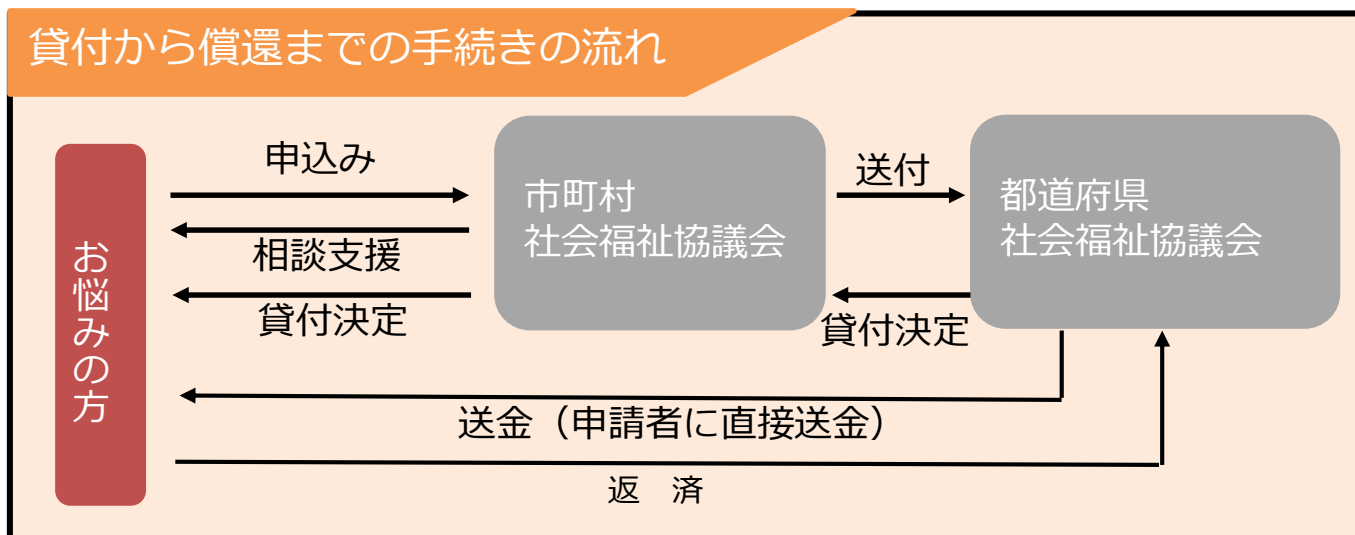 貸付から償還までの手続きの流れ
お悩みの方
申込み
相談支援
貸付決定
市町村
社会福祉協議会
送付
貸付決定
都道府県
社会福祉協議会
送金（申請者に直接送金）
返　済